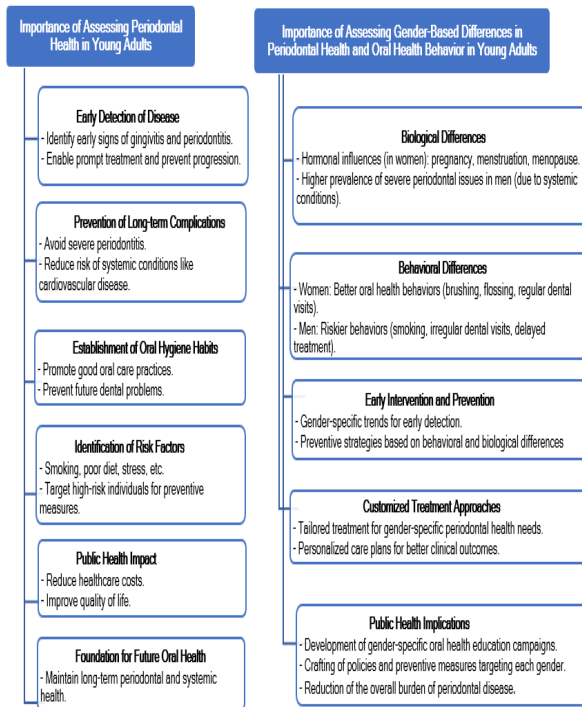 Importance of Assessing Periodontal
Health in Young Adults
Early Detection of Disease
- Identify early signs of gingivitis and periodontitis.
- Enable prompt treatment and prevent progression.
Prevention of Long-term Complications
- Avoid severe periodontitis.
- Reduce risk of systemic conditions like
cardiovascular disease.
Establishment of Oral Hygiene Habits
- Promote good oral care practices.
- Prevent future dental problems.
Identification of Risk Factors
- Smoking, poor diet, stress, etc.
- Target high-risk individuals for preventive
measures.
Public Health Impact
- Reduce healthcare costs.
- Improve quality of life.
Foundation for Future Oral Health
- Maintain long-term periodontal and systemic
health.
Importance of Assessing Gender-Based Differences in
Periodontal Health and Oral Health Behavior in Young Adults
Biological Differences
- Hormonal influences (in women): pregnancy, menstruation, menopause.
- Higher prevalence of severe periodontal issues in men (due to systemic
conditions).
Behavioral Differences
- Women: Better oral health behaviors (brushing, flossing, regular dental
visits).
- Men: Riskier behaviors (smoking, irregular dental visits, delayed
treatment).
Early Intervention and Prevention
- Gender-specific trends for early detection.
- Preventive strategies based on behavioral and biological differences
Customized Treatment Approaches
- Tailored treatment for gender-specific periodontal health needs.
- Personalized care plans for better clinical outcomes.
Public Health Implications
- Development of gender-specific oral health education campaigns.
- Crafting of policies and preventive measures targeting each gender.
- Reduction of the overall burden of periodontal disease.